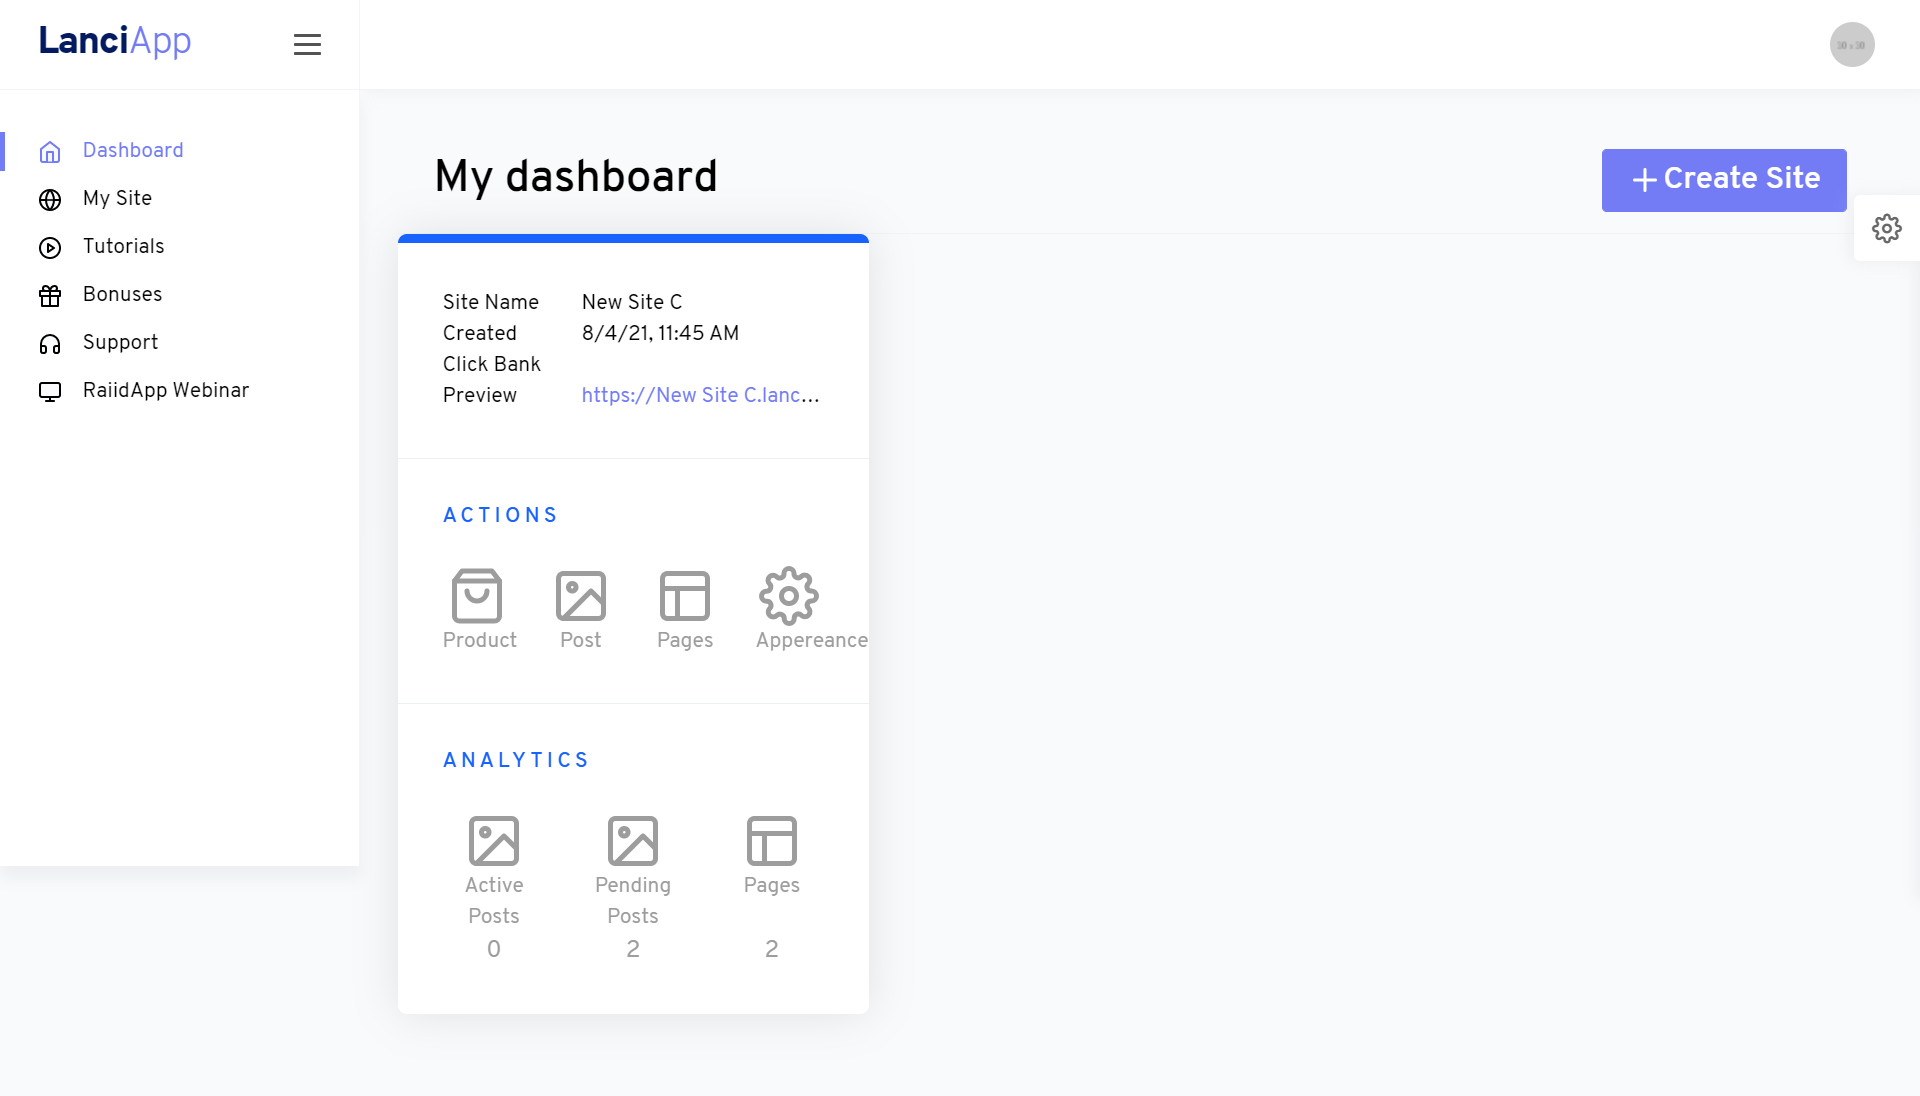 LanciApp
Dashboard
My Site
Tutorials
Bonuses
Support
RaiidApp Webinar
My dashboard
Create Site
Site Name New Site C
Created 8/4/21, 11:45 AM
Click Bank
Preview https://New Site C.lanc...
ACTIONS
Product Post Pages Appereance
ANALYTICS
Active Pending Pages
Posts Posts
0 2 2